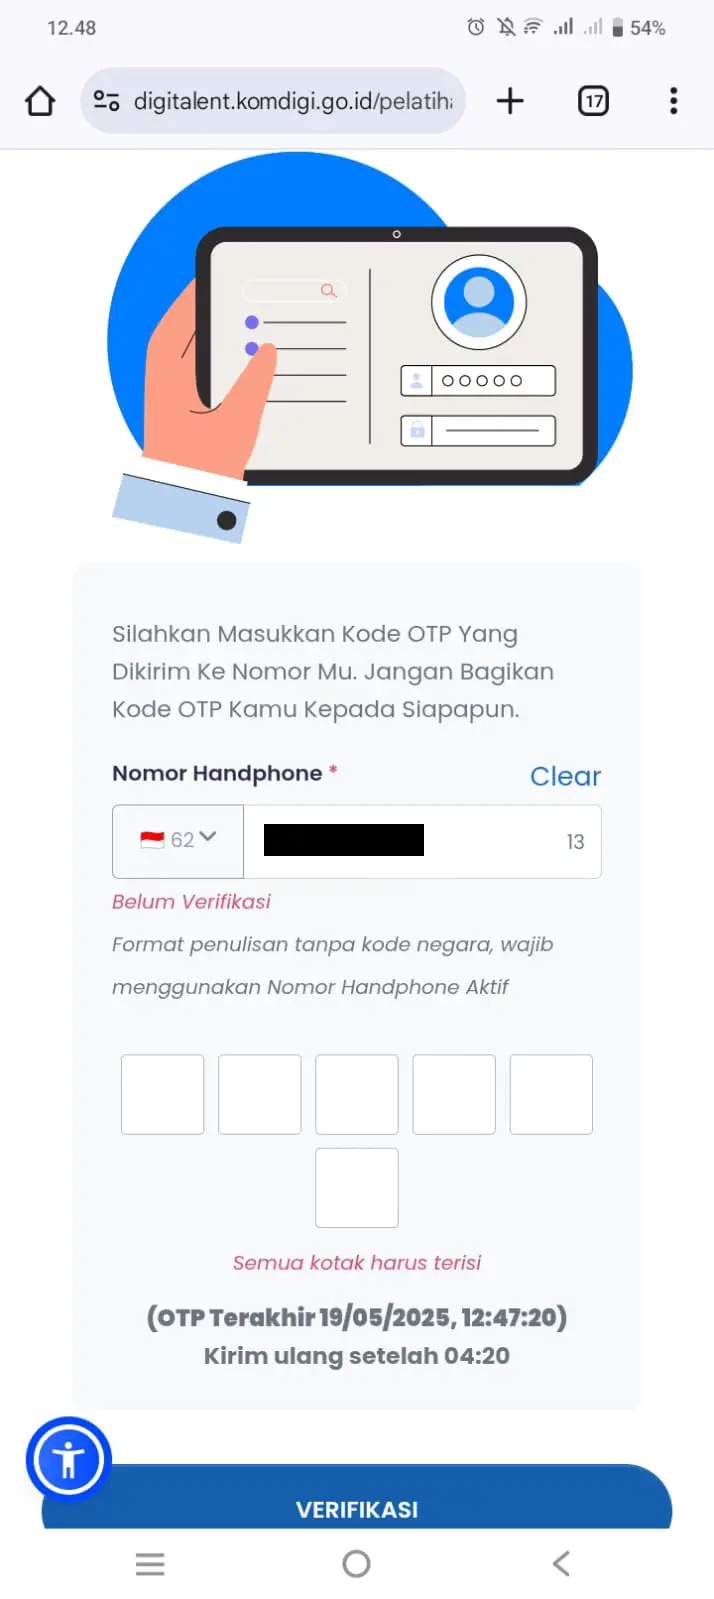 12.48
54%
digitalent.komdigi.go.id/pelatih
17
Silahkan Masukkan Kode OTP Yang
Dikirim Ke Nomor Mu. Jangan Bagikan
Kode OTP Kamu Kepada Siapapun.
Nomor Handphone *
Clear
62
13
Belum Verifikasi
Format penulisan tanpa kode negara, wajib
menggunakan Nomor Handphone Aktif
Semua kotak harus terisi
(OTP Terakhir 19/05/2025, 12:47:20)
Kirim ulang setelah 04:20
VERIFIKASI